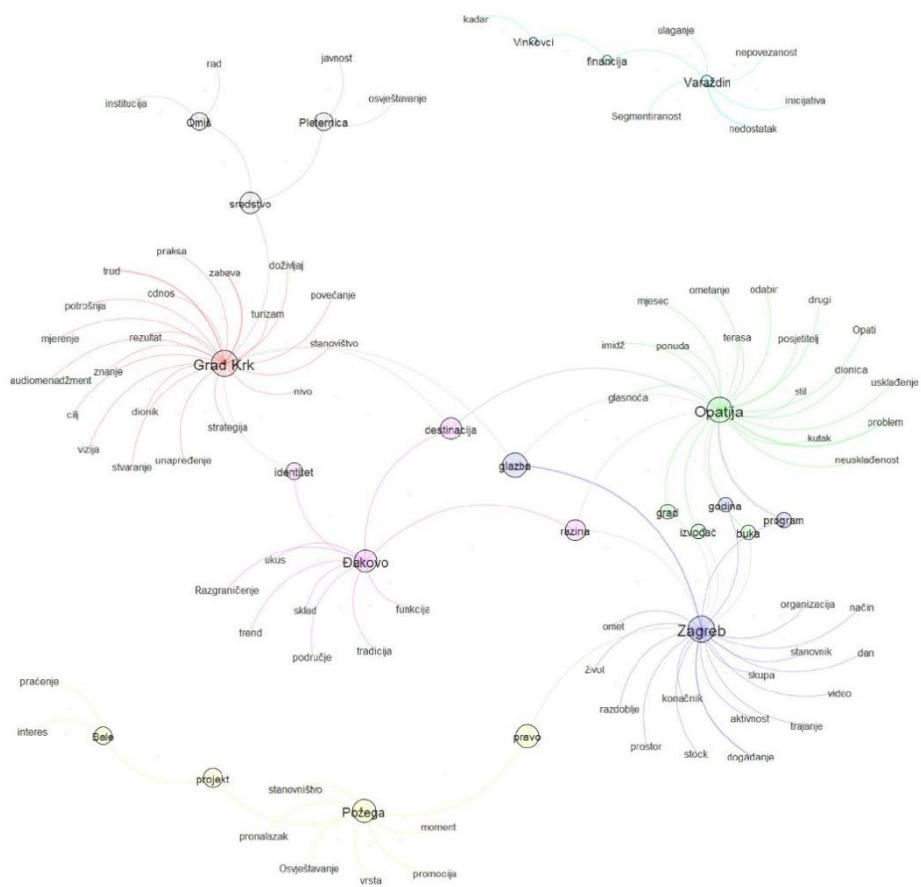 kadar
Vinkovci
ulaganje
financija
nepovezanost
Varaždin
inicijativa
Segmentiranost
nedostatak
rad
javnost
institucija
osvještavanje
Omiš
Pleternica
sredstvo
praksa
trud
zabava
doživljaj
cdnos
povećanje
potrošnja
turizam
mjerenje
rezultat
stanovištvo
Grad Krk
znanje
audiomenadžment
nivo
cilj
dionik
strategija
vizija
unapređenje
stvaranje
identitet
destinacija
glazba
mjesec
ometanje
odabir
drugi
imidž
ponuda
terasa
posjetitelj
Opati
dionica
glasnoća
stil
usklađenje
Opatija
problem
kutak
neusklađenost
grad
godina
izvođač
buka
program
razina
ukus
Đakovo
Razgraničenje
sklad
funkcija
trend
područje
tradicija
Zagreb
organizacija
način
omet
stanovnik
dan
život
skupa
konačnik
video
razdoblje
aktivnost
trajanje
prostor
stock
događanje
praćenje
interes
Bale
projekt
pravo
stanovništvo
Požega
moment
pronalazak
Osvještavanje
vrsta
promocija